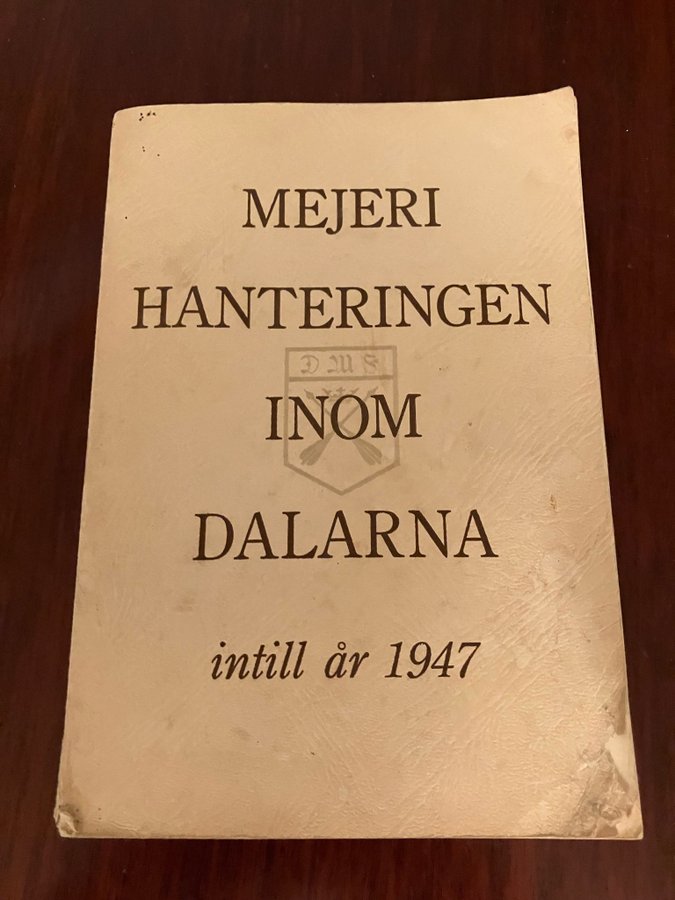 MEJERI
HANTERINGEN
D M S
INOM
DALARNA
intill år 1947